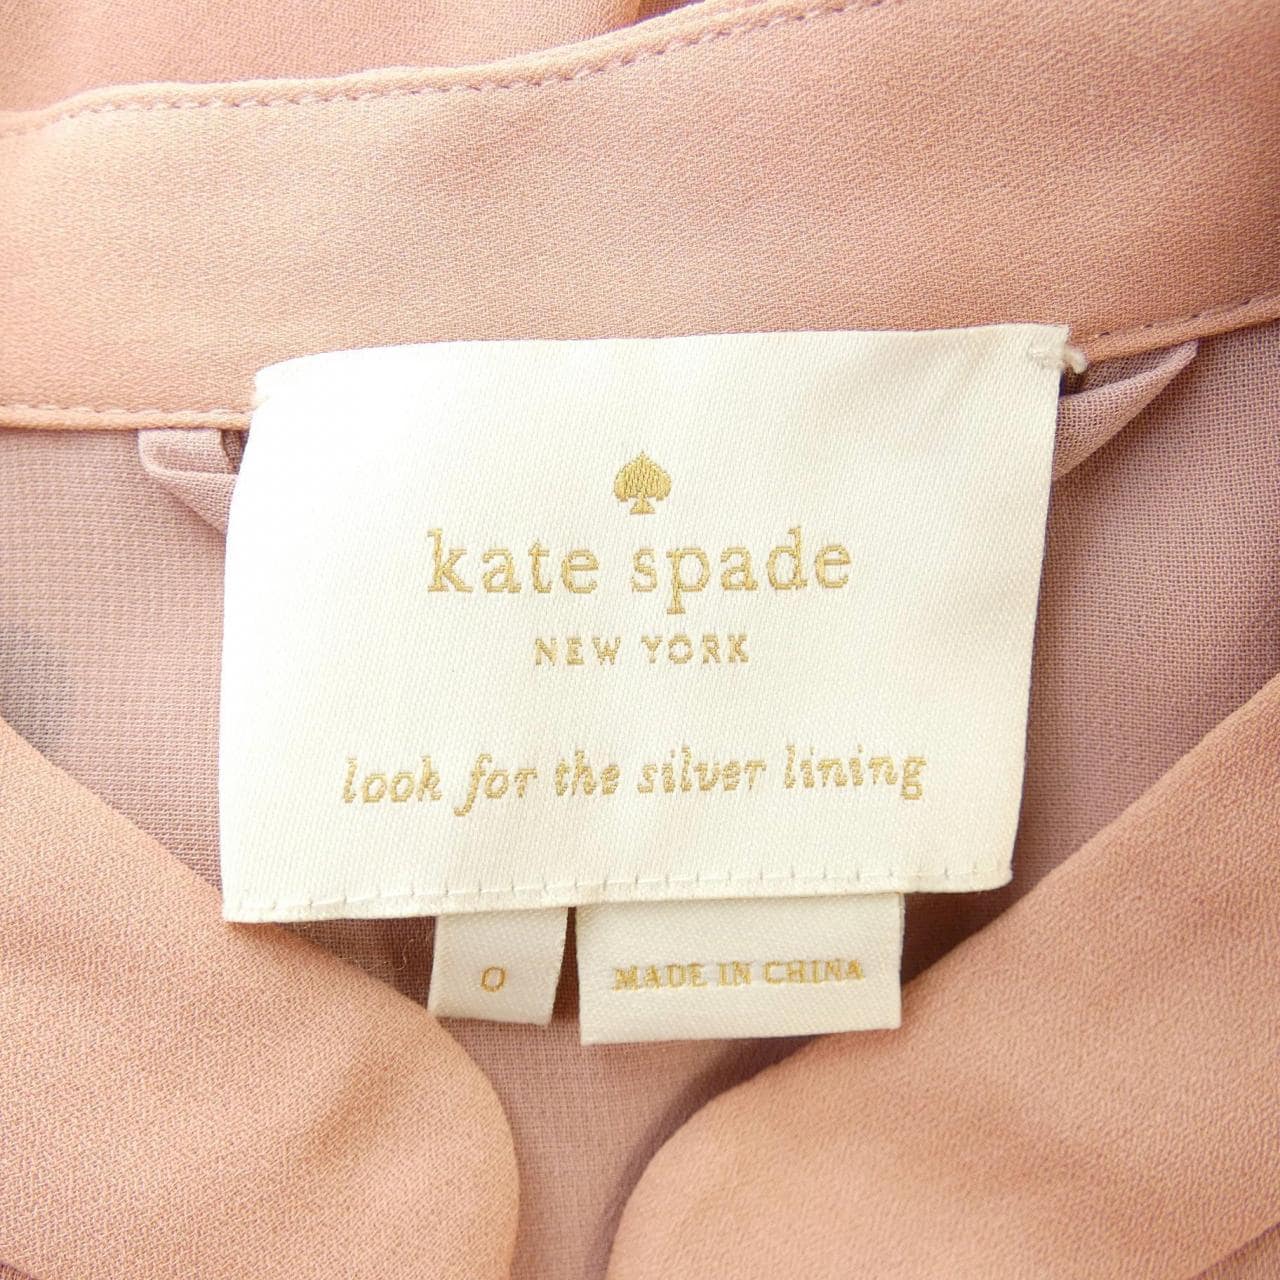 kate spade
NEW YORK
look for the silver lining
0
MADE IN CHINA